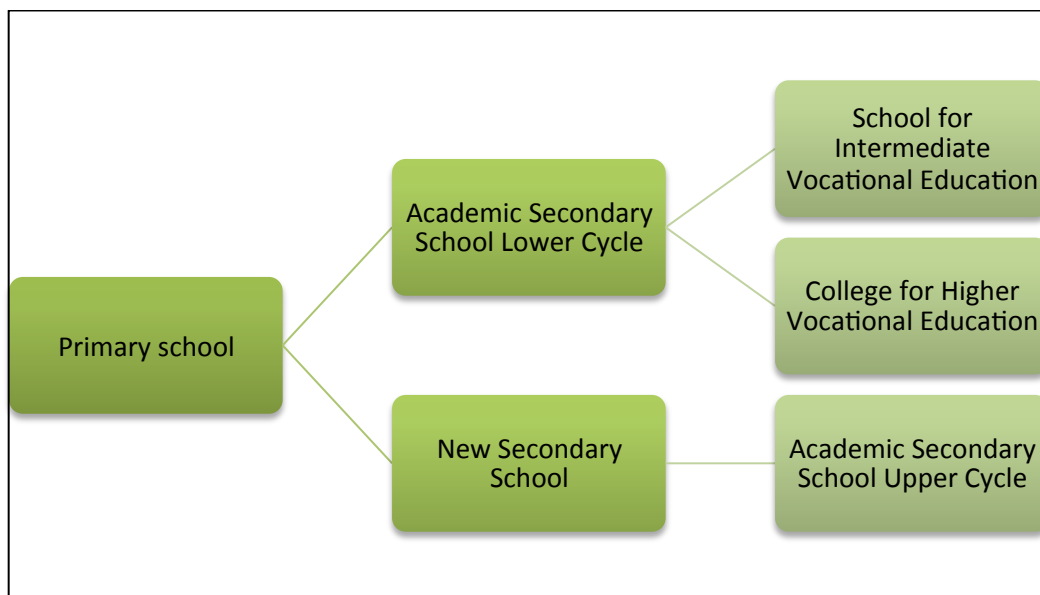 Primary school
Academic Secondary
School Lower Cycle
New Secondary
School
School for
Intermediate
Vocational Education
College for Higher
Vocational Education
Academic Secondary
School Upper Cycle